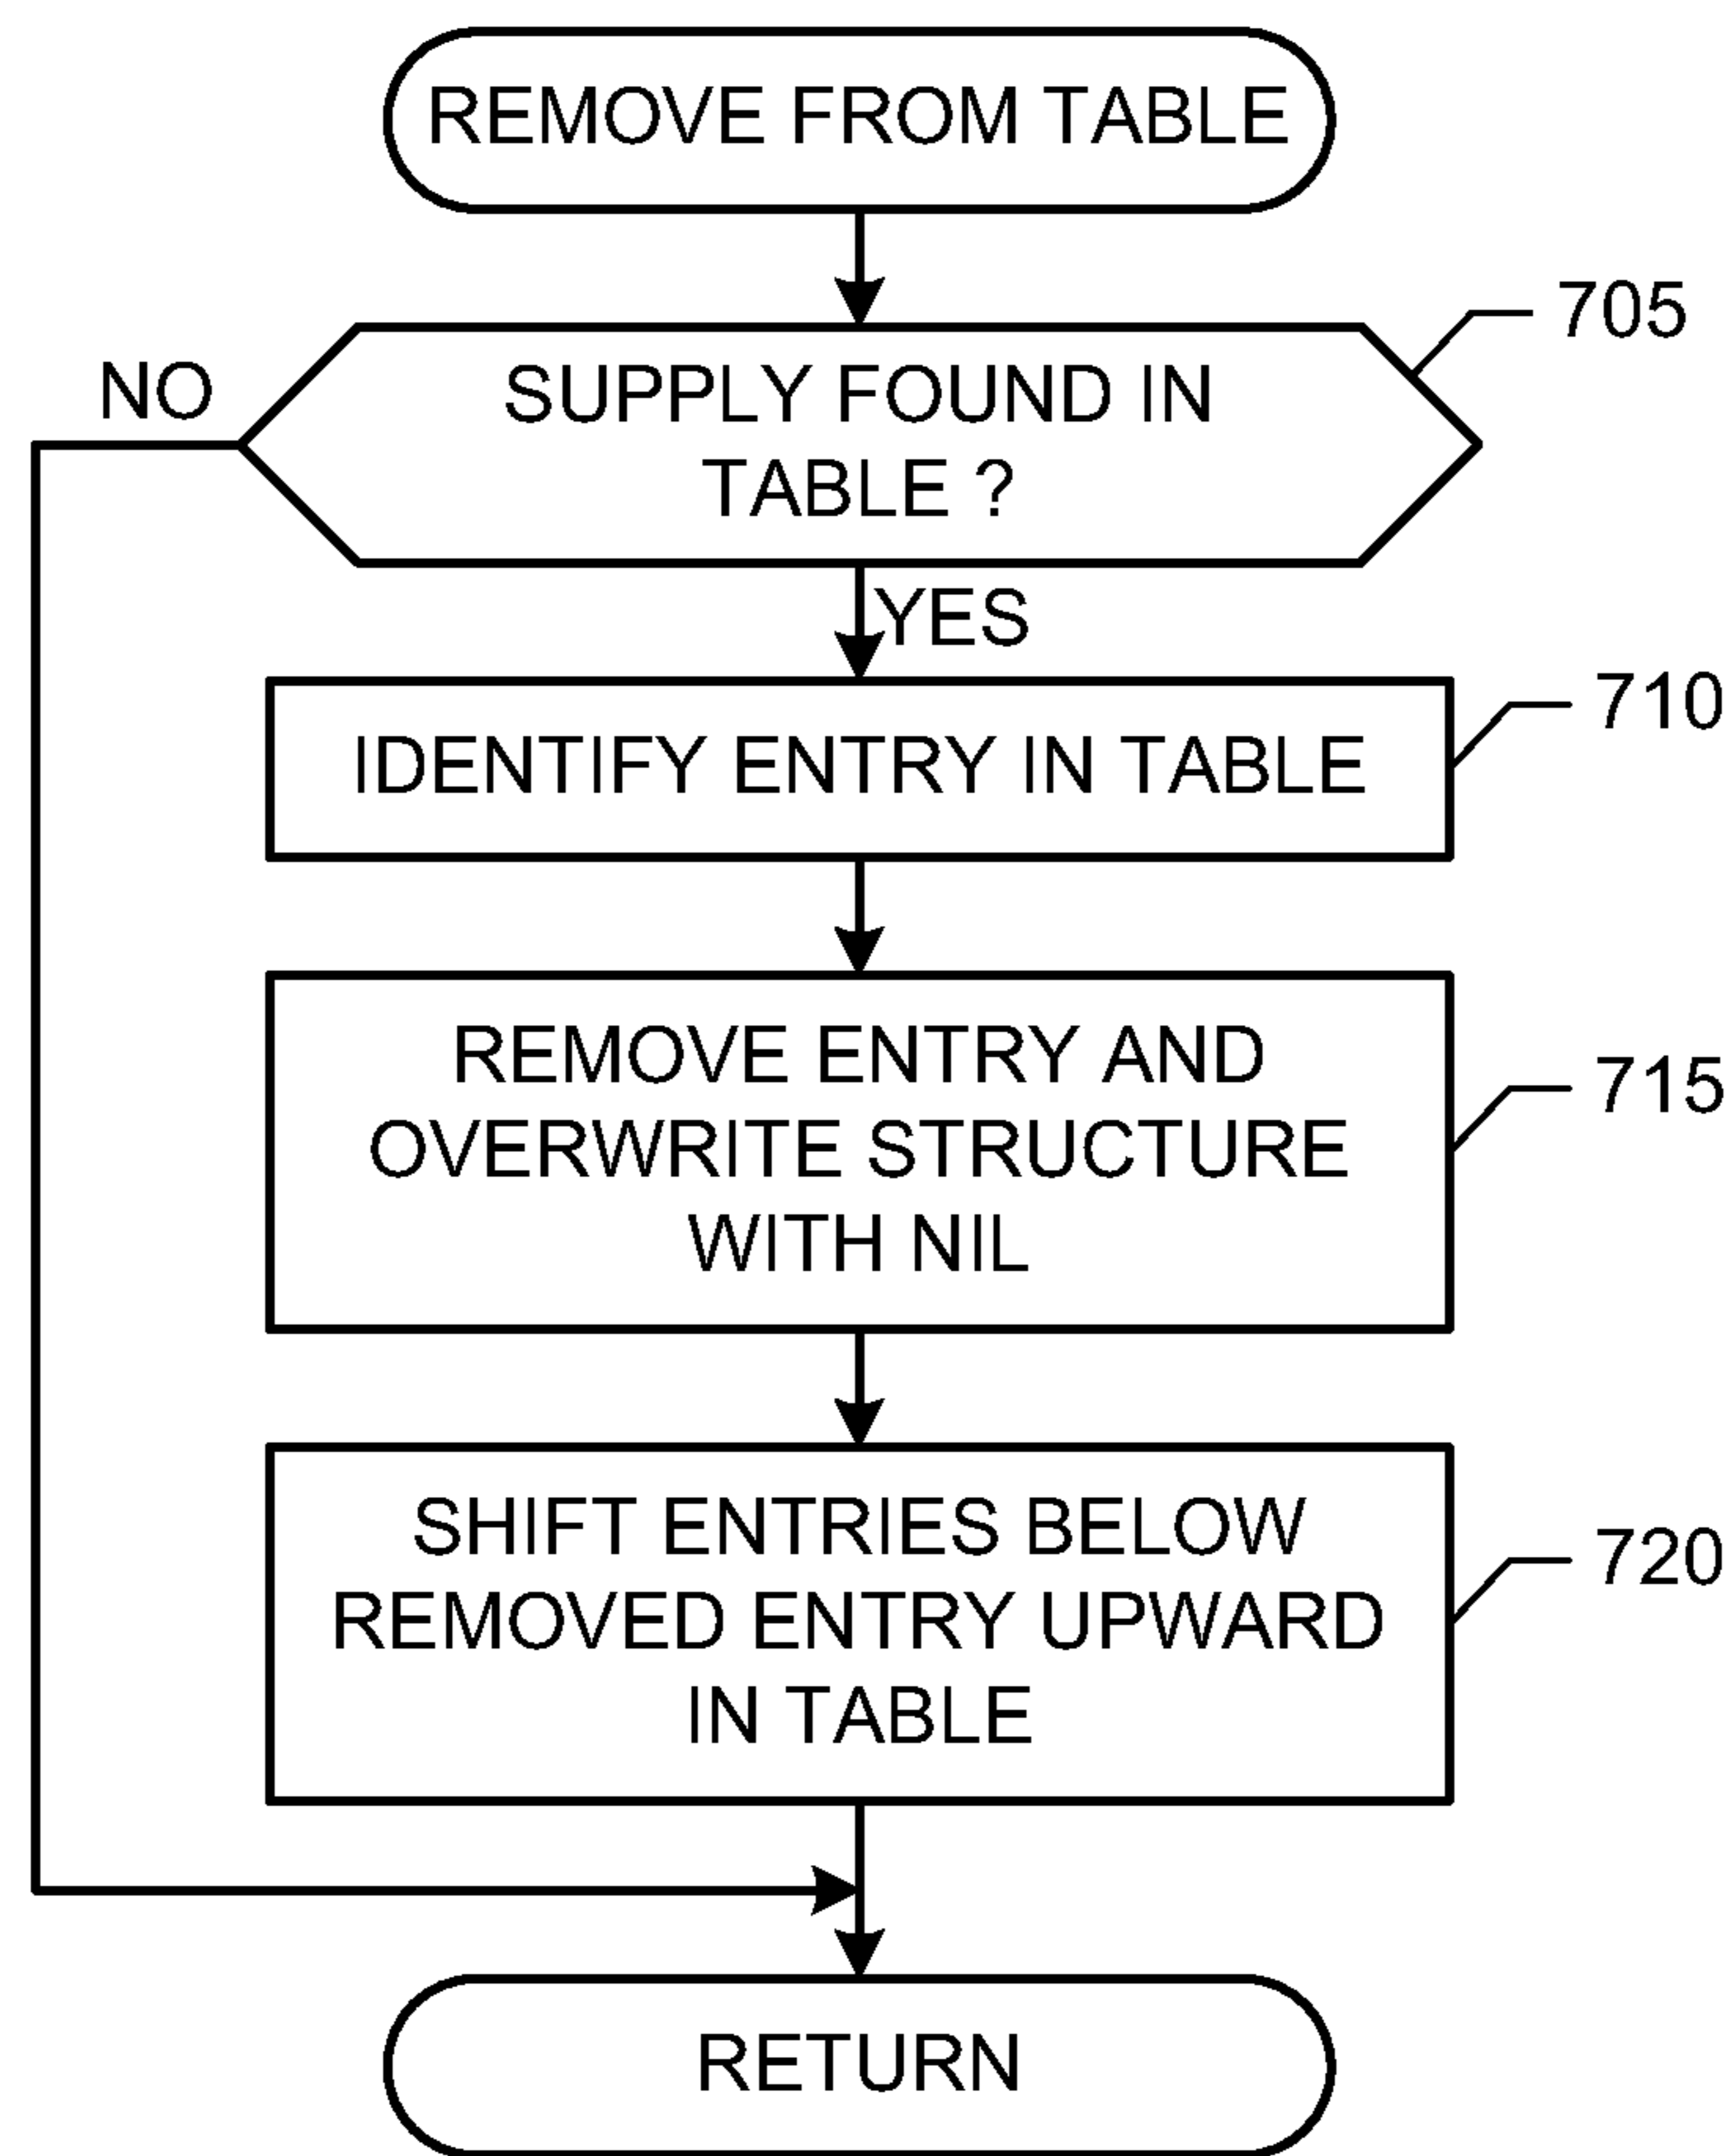 REMOVE FROM TABLE
705
NO
SUPPLY FOUND IN
TABLE ?
YES
710
IDENTIFY ENTRY IN TABLE
REMOVE ENTRY AND
715
OVERWRITE STRUCTURE
WITH NIL
SHIFT ENTRIES BELOW
720
REMOVED ENTRY UPWARD
IN TABLE
RETURN